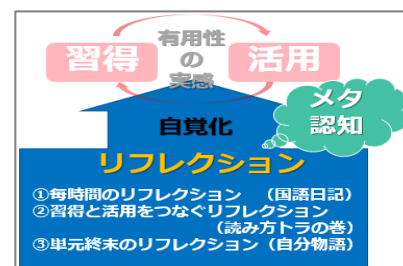 有用性
の
実感
習得
活用
メタ
認知
自覚化
リフレクション
①毎時間のリフレクション (国語日記)
②習得と活用をつなぐリフレクション
(読み方トラの巻)
③単元終末のリフレクション(自分物語)